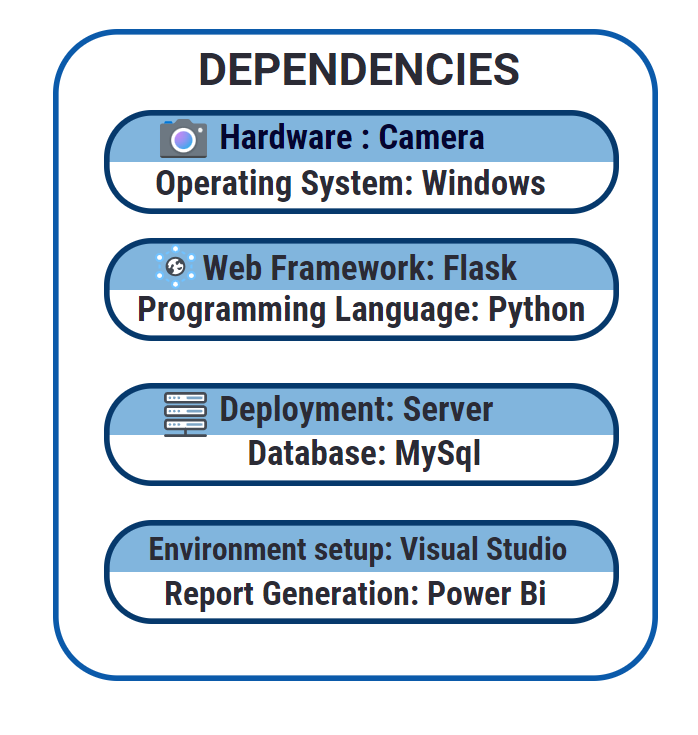 DEPENDENCIES
Hardware : Camera
Operating System: Windows
Web Framework: Flask
Programming Language: Python
Deployment: Server
Database: MySql
Environment setup: Visual Studio
Report Generation: Power Bi